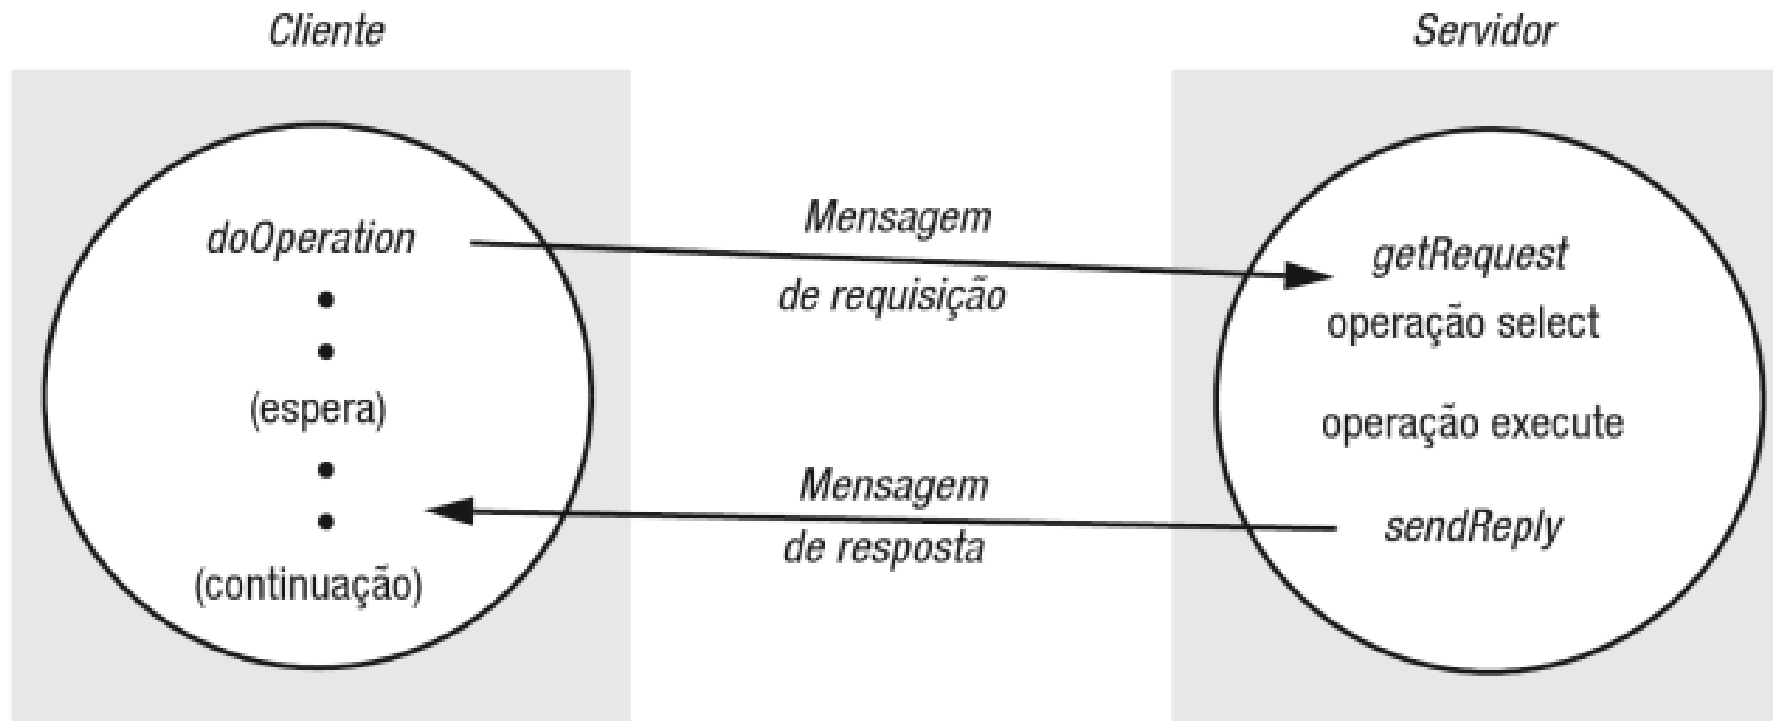 Cliente
Servidor
doOperation
(espera)
(continuação)
Mensagem
de requisição
Mensagem
de resposta
getRequest
operação select
operação execute
sendReply